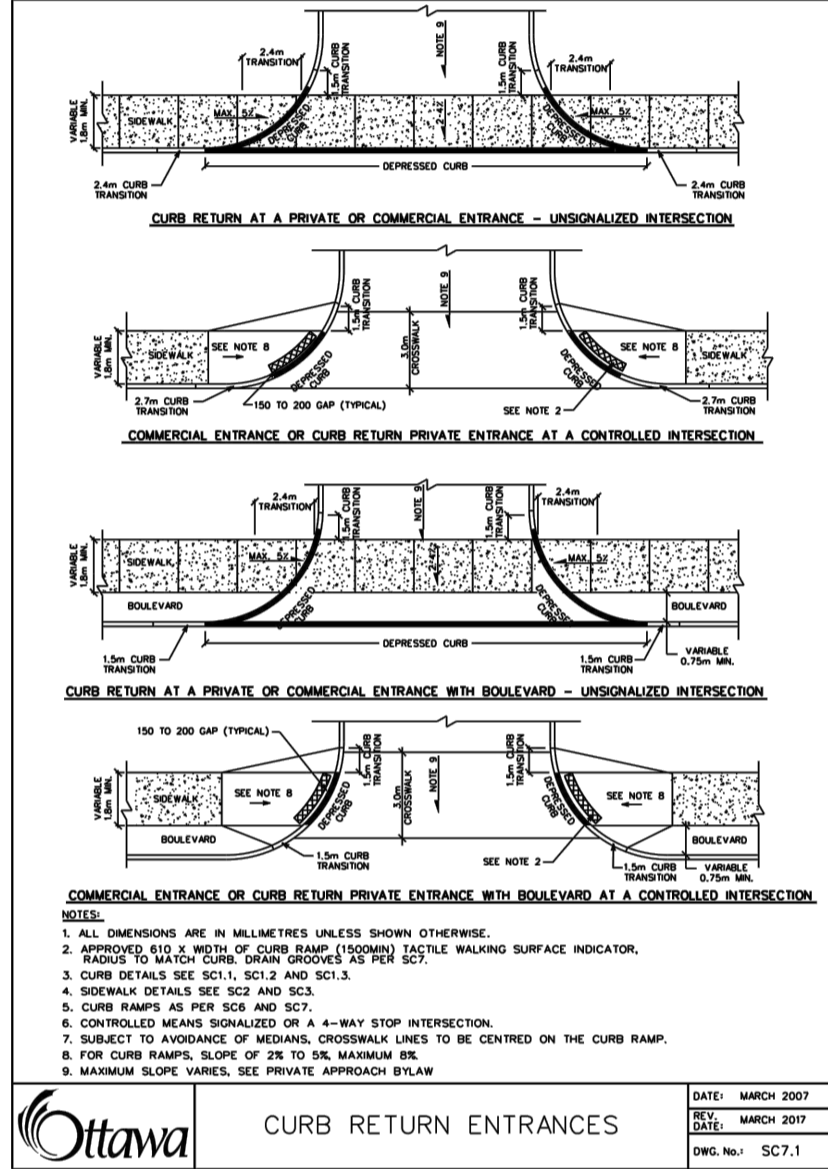 2.4m
TRANSITION
1.5m CURB
TRANSITION
NOTE 9
1.5m CURB
TRANSITION
2.4m
TRANSITION
VARIABLE
1.8m MIN.
SIDEWALK
MAX. 5%
DEPRESSED
CURB
2-4%
DEPRESSED
CURB
MAX. 5%
DEPRESSED CURB
2.4m CURB
TRANSITION
2.4m CURB
TRANSITION
CURB RETURN AT A PRIVATE OR COMMERCIAL ENTRANCE - UNSIGNALIZED INTERSECTION
1.5m CURB
TRANSITION
NOTE 9
1.5m CURB
TRANSITION
VARIABLE
1.8m MIN.
SIDEWALK
SEE NOTE 8
DEPRESSED
CURB
3.0m
CROSSWALK
DEPRESSED
CURB
SEE NOTE 8
SIDEWALK
2.7m CURB
TRANSITION
150 TO 200 GAP (TYPICAL)
SEE NOTE 2
2.7m CURB
TRANSITION
COMMERCIAL ENTRANCE OR CURB RETURN PRIVATE ENTRANCE AT A CONTROLLED INTERSECTION
2.4m
TRANSITION
1.5m CURB
TRANSITION
NOTE 9
1.5m CURB
TRANSITION
2.4m
TRANSITION
VARIABLE
1.8m MIN.
SIDEWALK
MAX. 5%
2-4%
MAX. 5%
BOULEVARD
DEPRESSED
CURB
DEPRESSED
CURB
BOULEVARD
DEPRESSED CURB
1.5m CURB
TRANSITION
1.5m CURB
TRANSITION
VARIABLE
0.75m MIN.
CURB RETURN AT A PRIVATE OR COMMERCIAL ENTRANCE WITH BOULEVARD - UNSIGNALIZED INTERSECTION
150 TO 200 GAP (TYPICAL)
1.5m CURB
TRANSITION
NOTE 9
1.5m CURB
TRANSITION
VARIABLE
1.8m MIN.
SIDEWALK
SEE NOTE 8
DEPRESSED
CURB
3.0m
CROSSWALK
DEPRESSED
CURB
SEE NOTE 8
BOULEVARD
BOULEVARD
1.5m CURB
TRANSITION
SEE NOTE 2
1.5m CURB
TRANSITION
VARIABLE
0.75m MIN.
COMMERCIAL ENTRANCE OR CURB RETURN PRIVATE ENTRANCE WITH BOULEVARD AT A CONTROLLED INTERSECTION
NOTES:
1. ALL DIMENSIONS ARE IN MILLIMETRES UNLESS SHOWN OTHERWISE.
2. APPROVED 610 X WIDTH OF CURB RAMP (1500MIN) TACTILE WALKING SURFACE INDICATOR,
RADIUS TO MATCH CURB. DRAIN GROOVES AS PER SC7.
3. CURB DETAILS SEE SC1.1, SC1.2 AND SC1.3.
4. SIDEWALK DETAILS SEE SC2 AND SC3.
5. CURB RAMPS AS PER SC6 AND SC7.
6. CONTROLLED MEANS SIGNALIZED OR A 4-WAY STOP INTERSECTION.
7. SUBJECT TO AVOIDANCE OF MEDIANS, CROSSWALK LINES TO BE CENTRED ON THE CURB RAMP.
8. FOR CURB RAMPS, SLOPE OF 2% TO 5%, MAXIMUM 8%.
9. MAXIMUM SLOPE VARIES, SEE PRIVATE APPROACH BYLAW
Ottawa
CURB RETURN ENTRANCES
DATE: MARCH 2007
REV.
DATE: MARCH 2017
DWG. No.: SC7.1